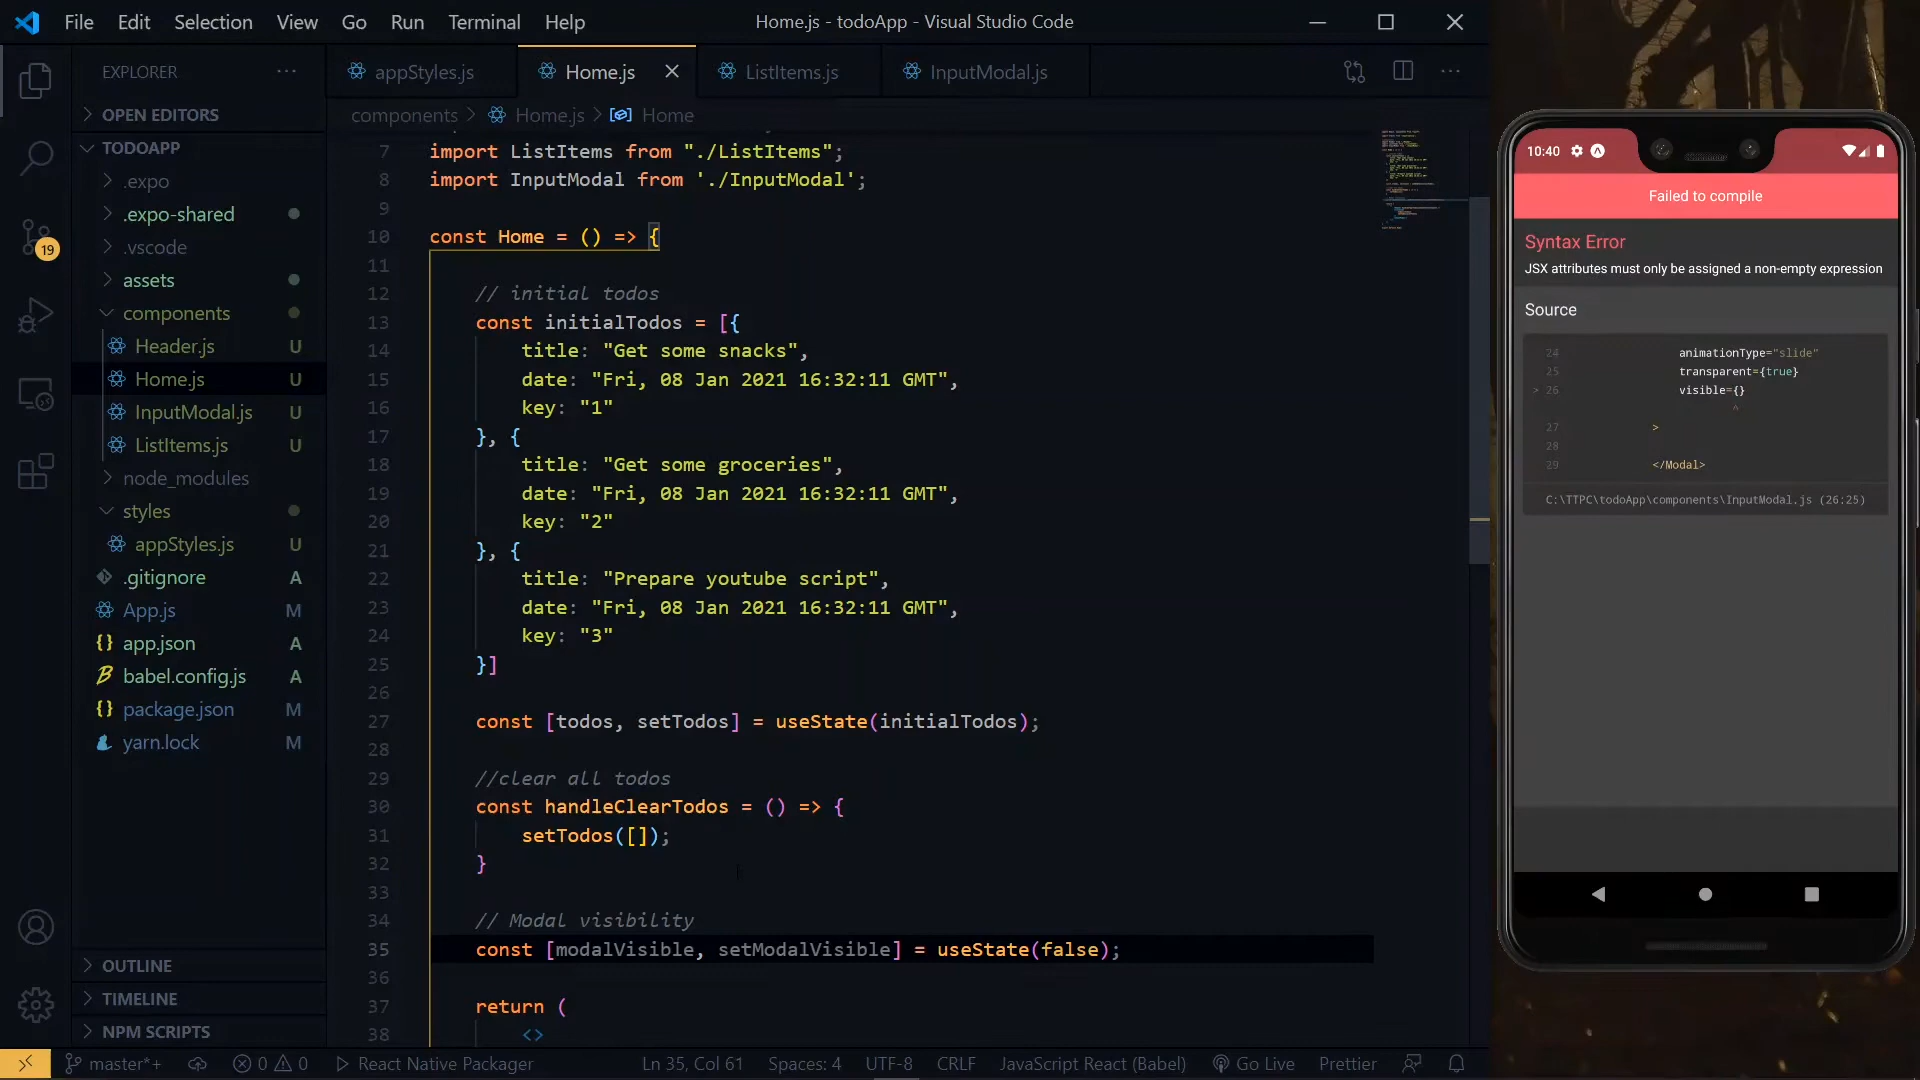 File Edit Selection View Go Run Terminal Help
Home.js - todoApp - Visual Studio Code
EXPLORER
OPEN EDITORS
TODOAPP
.expo
.expo-shared
.vscode
assets
components
Header.js U
Home.js U
InputModal.js U
ListItems.js U
node_modules
styles
appStyles.js U
.gitignore A
App.js M
app.json A
babel.config.js A
package.json M
yarn.lock M
OUTLINE
TIMELINE
NPM SCRIPTS
19
appStyles.js Home.js ListItems.js InputModal.js
components > Home.js > Home
7 import ListItems from "./ListItems";
8 import InputModal from './InputModal';
9
10 const Home = () => {
11
12 // initial todos
13 const initialTodos = [{
14 title: "Get some snacks",
15 date: "Fri, 08 Jan 2021 16:32:11 GMT",
16 key: "1"
17 }, {
18 title: "Get some groceries",
19 date: "Fri, 08 Jan 2021 16:32:11 GMT",
20 key: "2"
21 }, {
22 title: "Prepare youtube script",
23 date: "Fri, 08 Jan 2021 16:32:11 GMT",
24 key: "3"
25 }]
26
27 const [todos, setTodos] = useState(initialTodos);
28
29 //clear all todos
30 const handleClearTodos = () => {
31 setTodos([]);
32 }
33
34 // Modal visibility
35 const [modalVisible, setModalVisible] = useState(false);
36
37 return (
38 <>
master*+ 0 0 React Native Packager Ln 35, Col 61 Spaces: 4 UTF-8 CRLF JavaScript React (Babel) Go Live Prettier
10:40
Failed to compile
Syntax Error
JSX attributes must only be assigned a non-empty expression
Source
24 animationType="slide"
25 transparent={true}
> 26 visible={}
^
27 >
28
29 </Modal>
C:\TTPC\todoApp\components\InputModal.js (26:25)